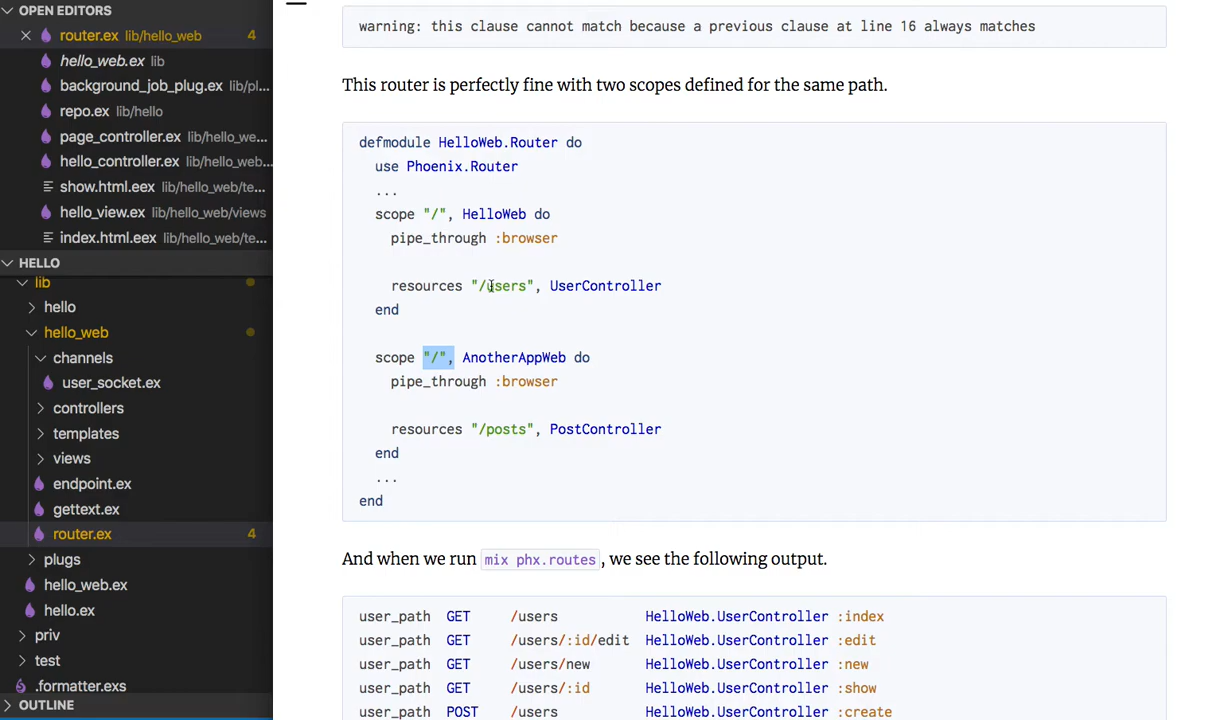 OPEN EDITORS
router.ex lib/hello_web 4
hello_web.ex lib
background_job_plug.ex lib/pl...
repo.ex lib/hello
page_controller.ex lib/hello_we...
hello_controller.ex lib/hello_web...
show.html.eex lib/hello_web/te...
hello_view.ex lib/hello_web/views
index.html.eex lib/hello_web/te...
HELLO
lib
hello
hello_web
channels
user_socket.ex
controllers
templates
views
endpoint.ex
gettext.ex
router.ex 4
plugs
hello_web.ex
hello.ex
priv
test
.formatter.exs
OUTLINE
warning: this clause cannot match because a previous clause at line 16 always matches
This router is perfectly fine with two scopes defined for the same path.
defmodule HelloWeb.Router do
use Phoenix.Router
...
scope "/", HelloWeb do
pipe_through :browser
resources "/users", UserController
end
scope "/", AnotherAppWeb do
pipe_through :browser
resources "/posts", PostController
end
...
end
And when we run mix phx.routes, we see the following output.
user_path GET /users HelloWeb.UserController :index
user_path GET /users/:id/edit HelloWeb.UserController :edit
user_path GET /users/new HelloWeb.UserController :new
user_path GET /users/:id HelloWeb.UserController :show
user_path POST /users HelloWeb.UserController :create